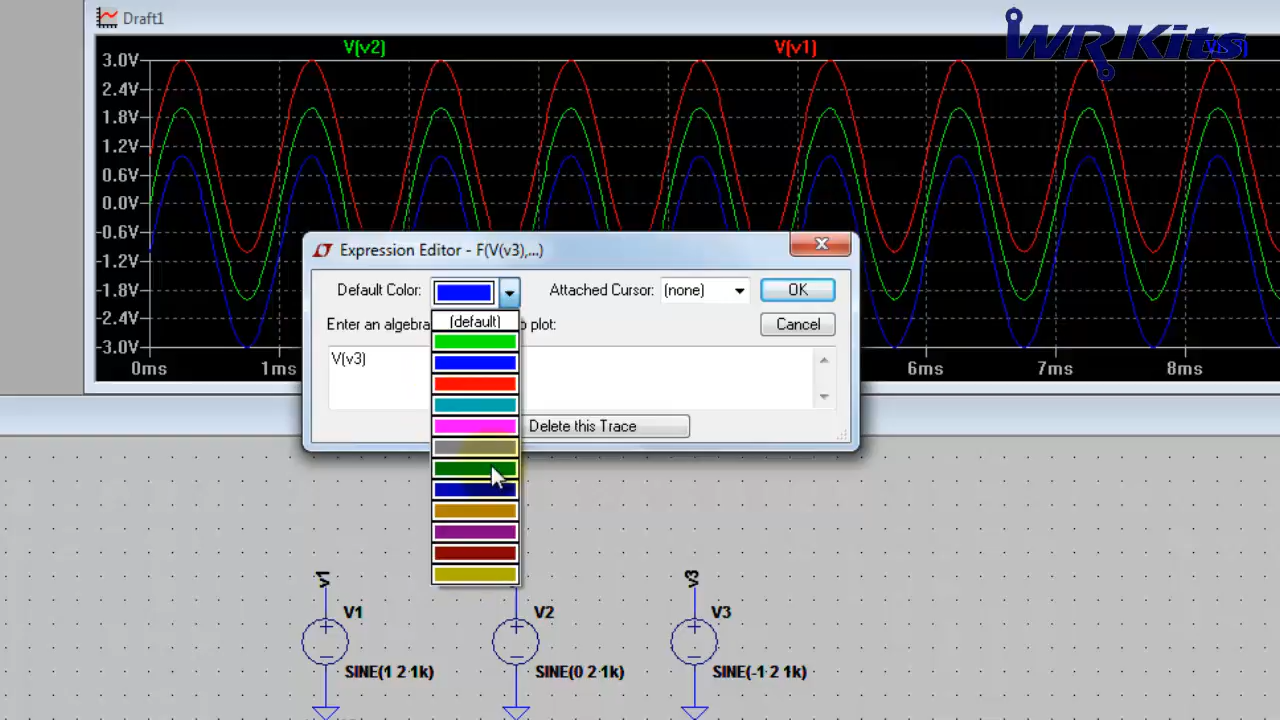 Draft1
WR Kits
V(v2) V(v1)
3.0V
2.4V
1.8V
1.2V
0.6V
0.0V
-0.6V
-1.2V
-1.8V
-2.4V
-3.0V
0ms 1ms 6ms 7ms 8ms
Expression Editor - F(V(v3),...)
Default Color: Attached Cursor: (none) OK
(default)
Enter an algebra o plot: Cancel
V(v3)
Delete this Trace
v1 v3
V1 V2 V3
SINE(1 2 1k) SINE(0 2 1k) SINE(-1 2 1k)